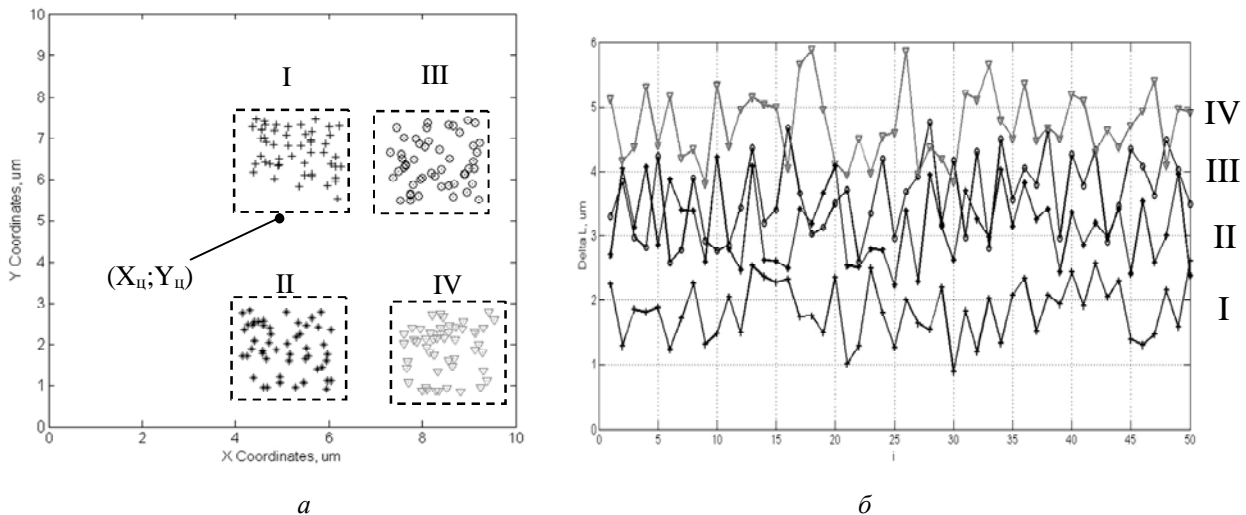 10
9
8
7
6
5
4
3
2
1
0
Y Coordinates, um
0 2 4 6 8 10
X Coordinates, um
I III
II IV
(Xц;Yц)
а
6
5
4
3
2
1
0
Delta L, um
0 5 10 15 20 25 30 35 40 45 50
i
IV
III
II
I
б